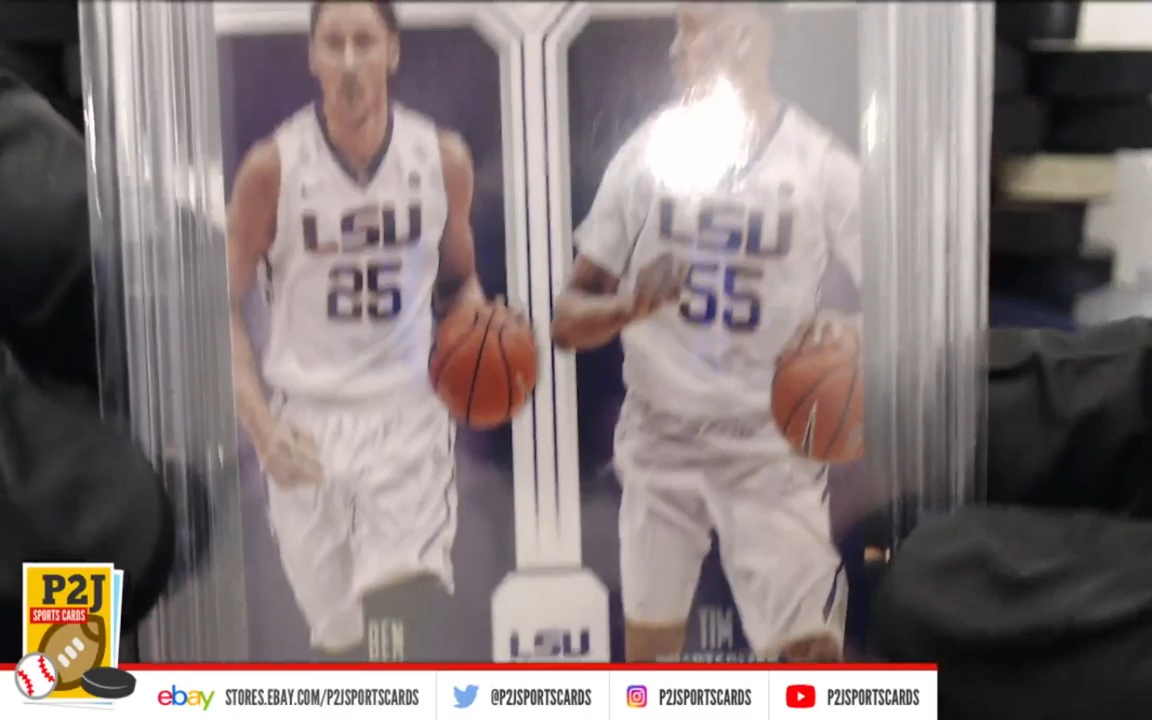 LSU
25
LSU
55
BEN
TIM
LSU
P2J
SPORTS CARDS
ebay STORES.EBAY.COM/P2JSPORTSCARDS
@P2JSPORTSCARDS
P2JSPORTSCARDS
P2JSPORTSCARDS